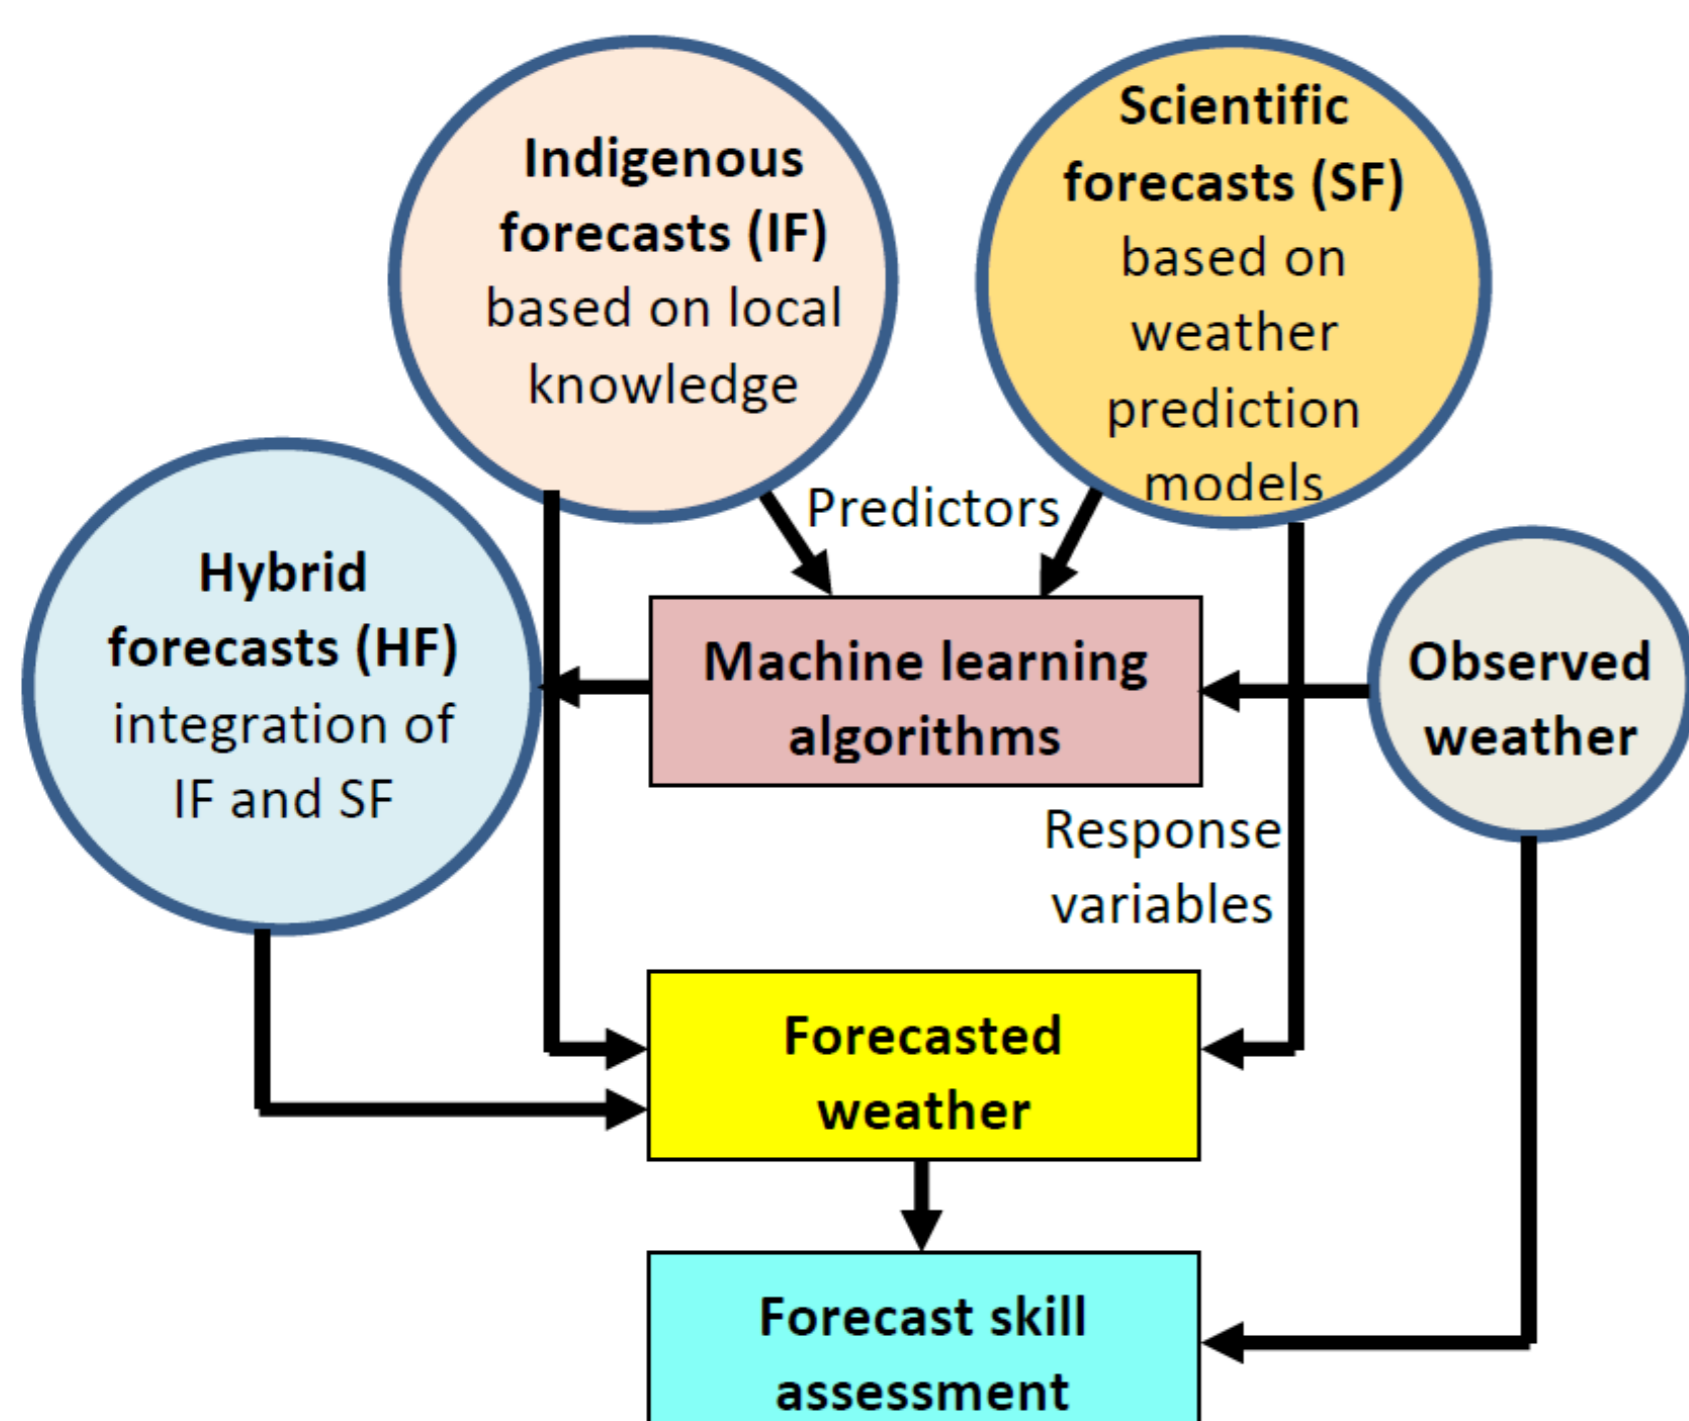 Indigenous
forecasts (IF)
based on local
knowledge
Scientific
forecasts (SF)
based on
weather
prediction
models
Predictors
Hybrid
forecasts (HF)
integration of
IF and SF
Machine learning
algorithms
Observed
weather
Response
variables
Forecasted
weather
Forecast skill
assessment